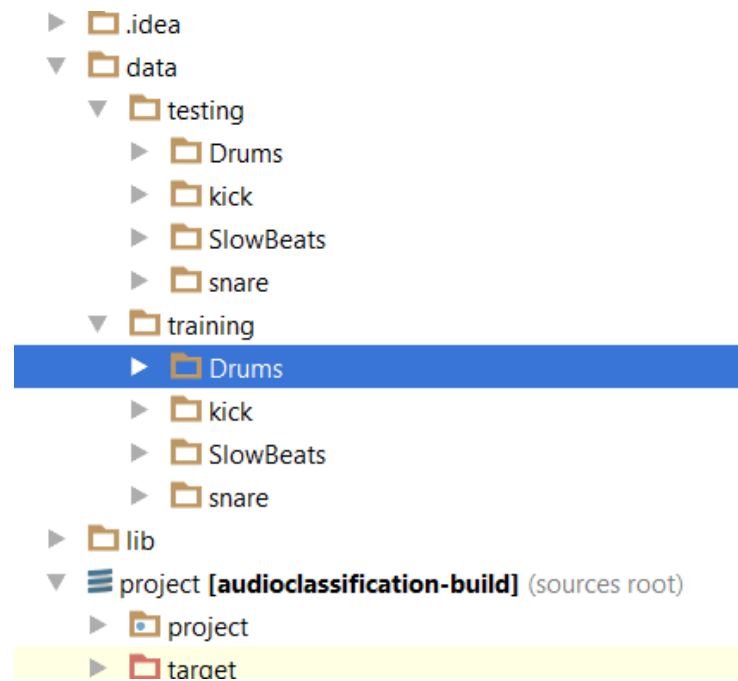 .idea
data
testing
Drums
kick
SlowBeats
snare
training
Drums
kick
SlowBeats
snare
lib
project [audioclassification-build] (sources root)
project
target